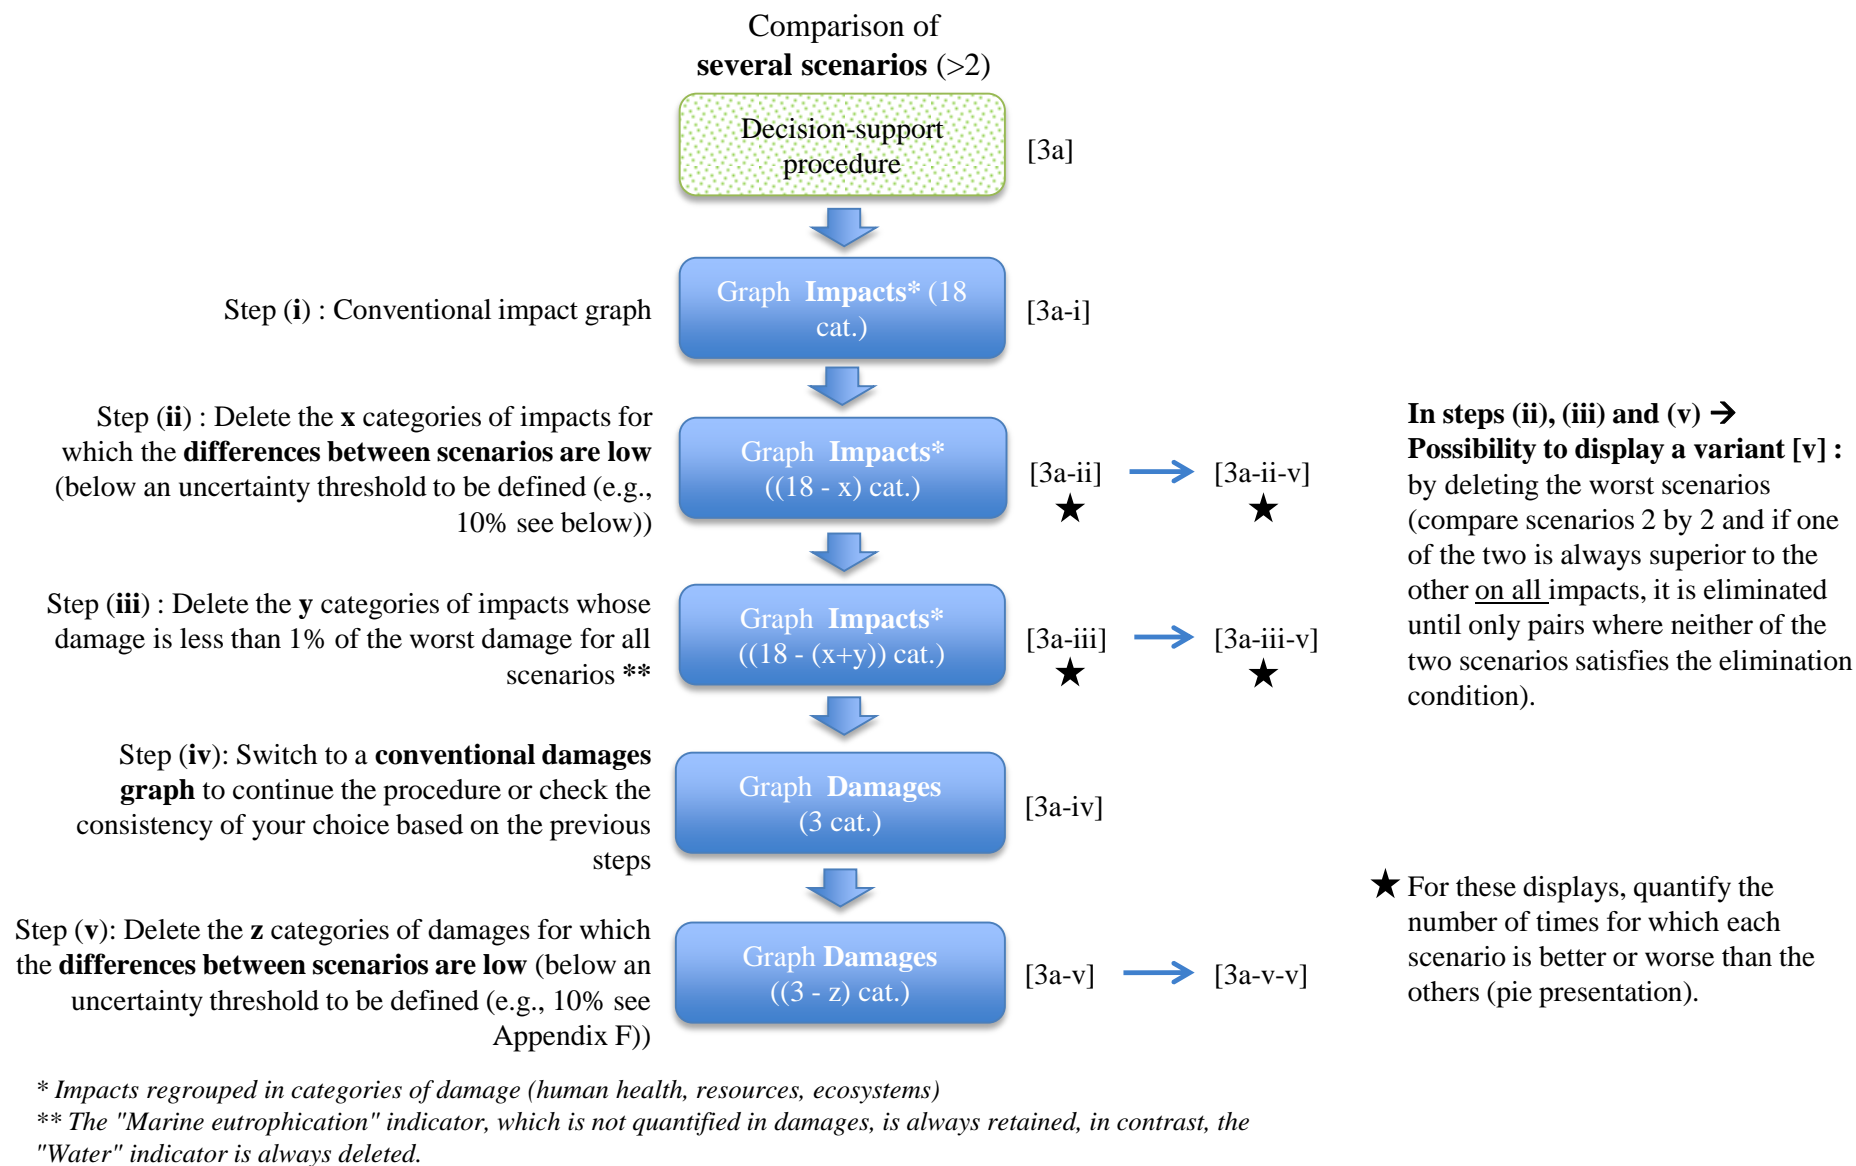 Comparison of
several scenarios (>2)
Decision-support
procedure
[3a]
Step (i) : Conventional impact graph
Graph Impacts* (18
cat.)
[3a-i]
Step (ii) : Delete the x categories of impacts for
which the differences between scenarios are low
(below an uncertainty threshold to be defined (e.g.,
10% see below))
Graph Impacts*
((18 - x) cat.)
[3a-ii]
[3a-ii-v]
Step (iii) : Delete the y categories of impacts whose
damage is less than 1% of the worst damage for all
scenarios **
Graph Impacts*
((18 - (x+y)) cat.)
[3a-iii]
[3a-iii-v]
Step (iv): Switch to a conventional damages
graph to continue the procedure or check the
consistency of your choice based on the previous
steps
Graph Damages
(3 cat.)
[3a-iv]
Step (v): Delete the z categories of damages for which
the differences between scenarios are low (below an
uncertainty threshold to be defined (e.g., 10% see
Appendix F))
Graph Damages
((3 - z) cat.)
[3a-v]
[3a-v-v]
In steps (ii), (iii) and (v) →
Possibility to display a variant [v] :
by deleting the worst scenarios
(compare scenarios 2 by 2 and if one
of the two is always superior to the
other on all impacts, it is eliminated
until only pairs where neither of the
two scenarios satisfies the elimination
condition).
★ For these displays, quantify the
number of times for which each
scenario is better or worse than the
others (pie presentation).
* Impacts regrouped in categories of damage (human health, resources, ecosystems)
** The "Marine eutrophication" indicator, which is not quantified in damages, is always retained, in contrast, the
"Water" indicator is always deleted.